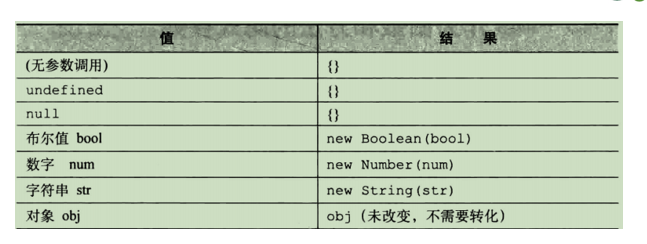 值 结 果
(无参数调用) {}
undefined {}
null {}
布尔值 bool new Boolean(bool)
数字 num new Number(num)
字符串 str new String(str)
对象 obj obj (未改变，不需要转化)